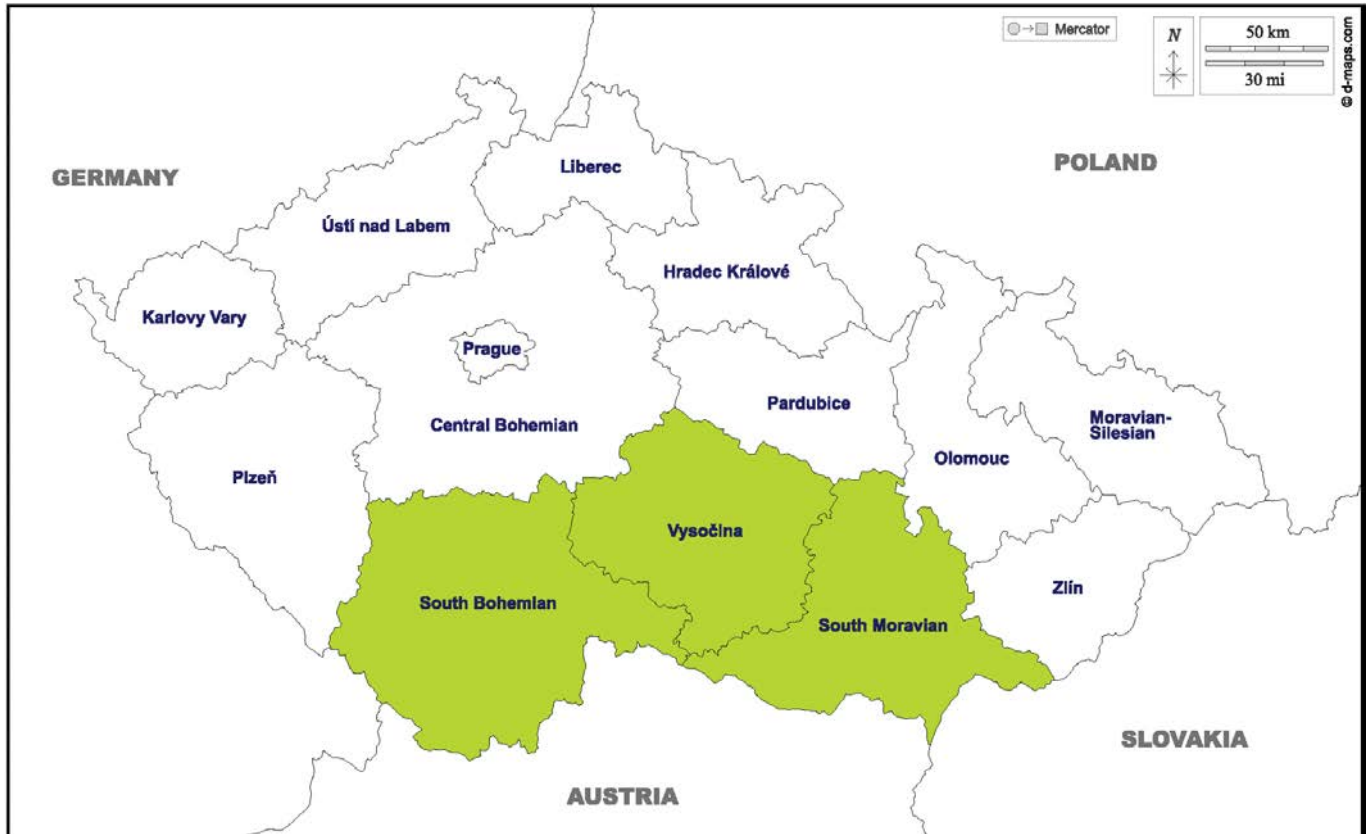 Mercator
N
50 km
30 mi
© d-maps.com
GERMANY
POLAND
Liberec
Ústí nad Labem
Hradec Králové
Karlovy Vary
Prague
Pardubice
Central Bohemian
Moravian-
Silesian
Olomouc
Plzeň
Vysočina
Zlín
South Bohemian
South Moravian
SLOVAKIA
AUSTRIA